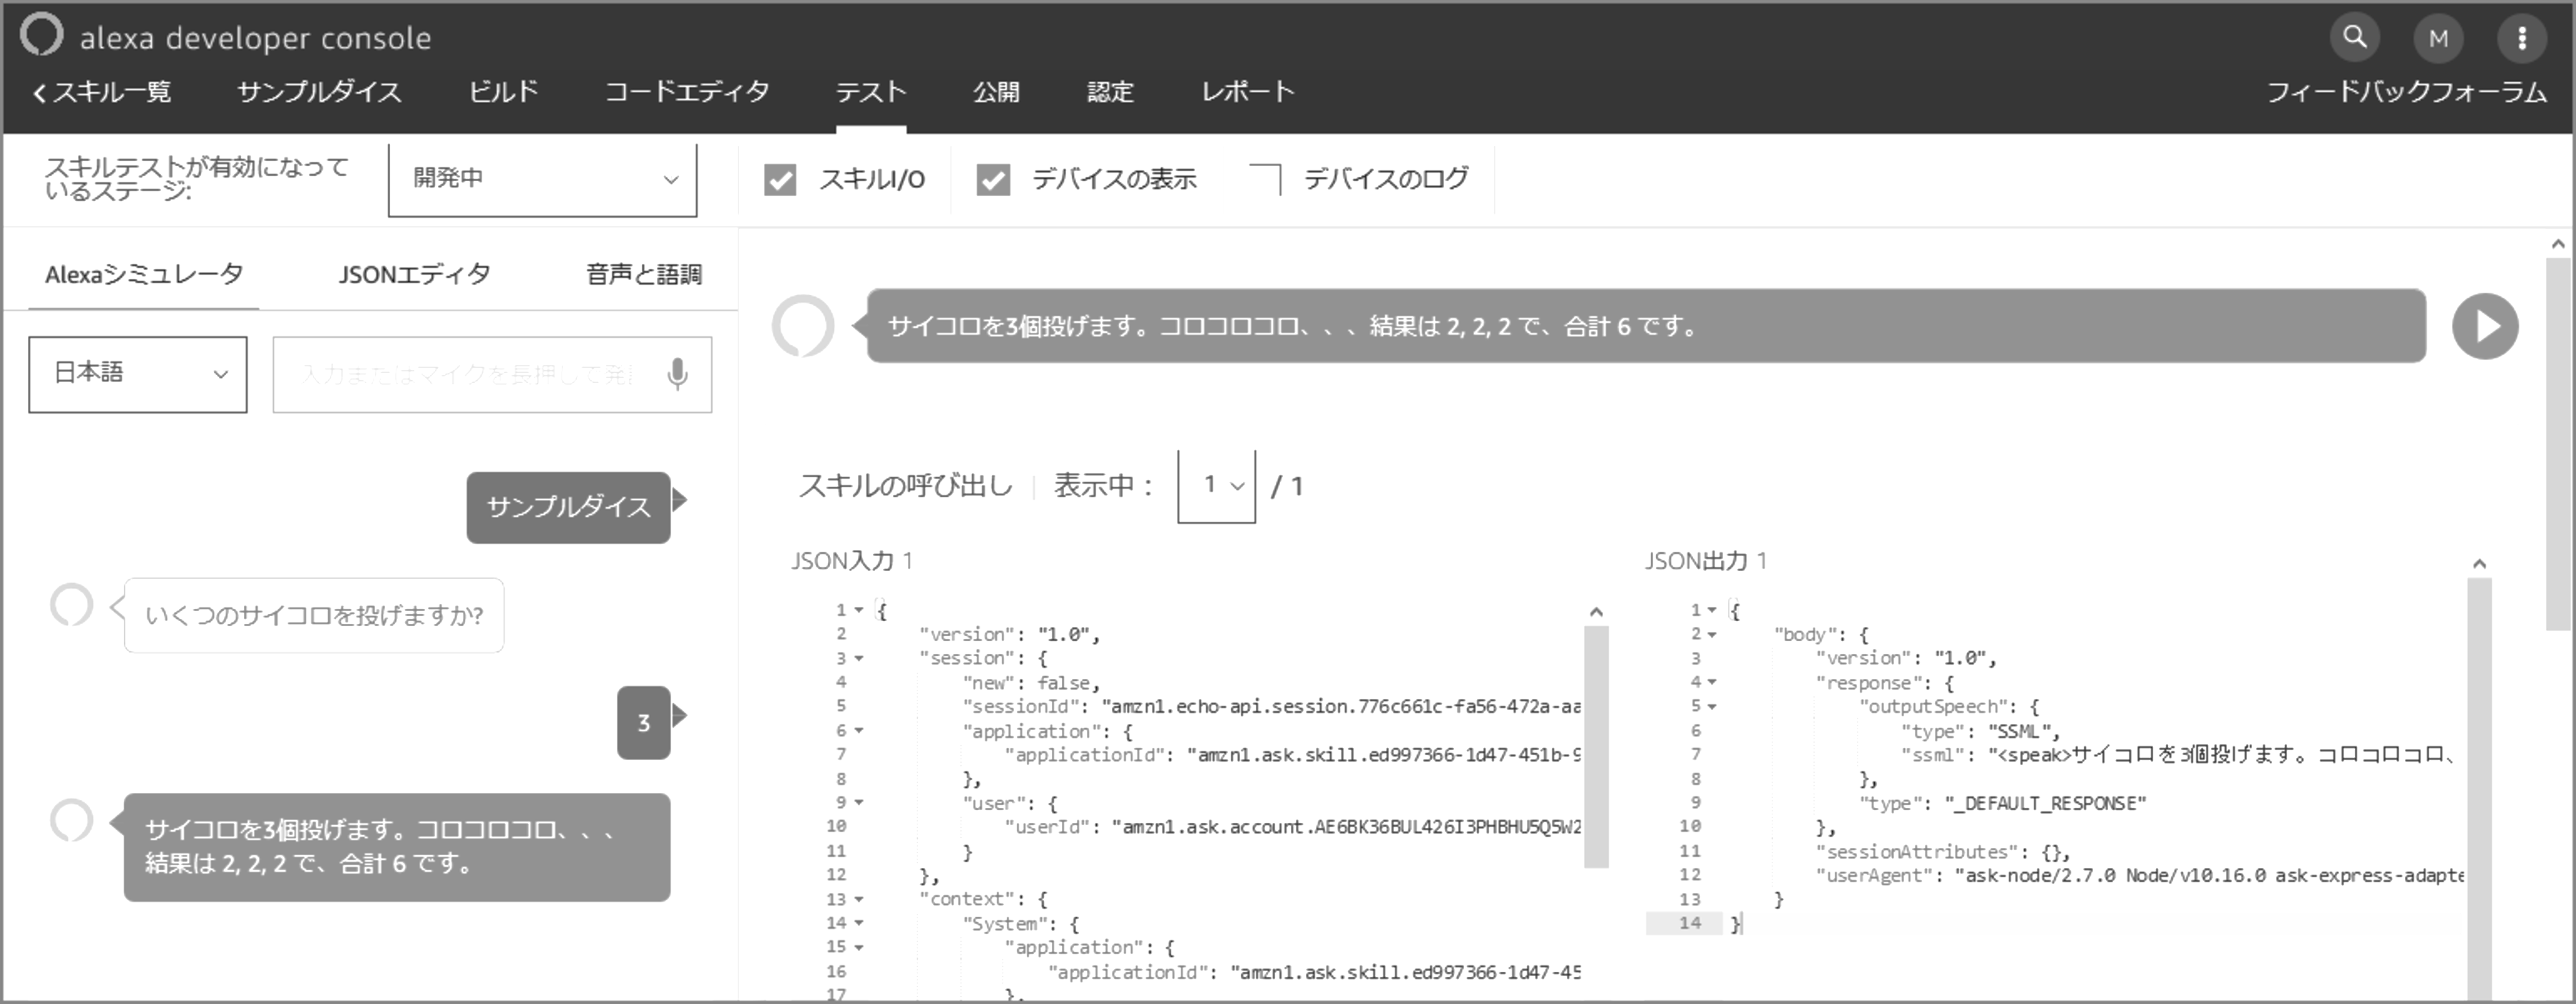 alexa developer console
M
スキル一覧 サンプルダイス ビルド コードエディタ テスト 公開 認定 レポート フィードバックフォーラム
スキルテストが有効になって
いるステージ:
開発中
スキルI/O デバイスの表示 デバイスのログ
Alexaシミュレータ JSONエディタ 音声と語調
日本語
入力またはマイクを長押して発
サンプルダイス
いくつのサイコロを投げますか?
3
サイコロを3個投げます。コロコロコロ、、、
結果は 2, 2, 2 で、合計 6 です。
サイコロを3個投げます。コロコロコロ、、、結果は 2, 2, 2 で、合計 6 です。
スキルの呼び出し 表示中： 1 / 1
JSON入力 1
1 {
2 "version": "1.0",
3 "session": {
4 "new": false,
5 "sessionId": "amzn1.echo-api.session.776c661c-fa56-472a-aa
6 "application": {
7 "applicationId": "amzn1.ask.skill.ed997366-1d47-451b-9
8 },
9 "user": {
10 "userId": "amzn1.ask.account.AE6BK36BUL426I3PHBHU5Q5W2
11 }
12 },
13 "context": {
14 "System": {
15 "application": {
16 "applicationId": "amzn1.ask.skill.ed997366-1d47-45
17 },
JSON出力 1
1 {
2 "body": {
3 "version": "1.0",
4 "response": {
5 "outputSpeech": {
6 "type": "SSML",
7 "ssml": "<speak>サイコロを3個投げます。コロコロコロ、
8 },
9 "type": "_DEFAULT_RESPONSE"
10 },
11 "sessionAttributes": {},
12 "userAgent": "ask-node/2.7.0 Node/v10.16.0 ask-express-adapte
13 }
14 }